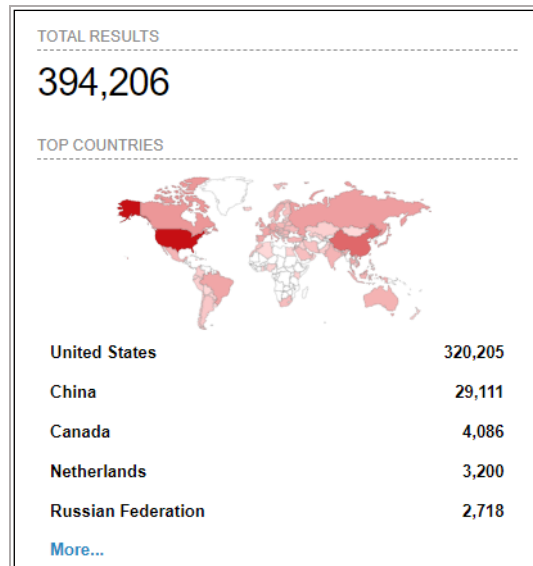 TOTAL RESULTS
394,206
TOP COUNTRIES
United States 320,205
China 29,111
Canada 4,086
Netherlands 3,200
Russian Federation 2,718
More...